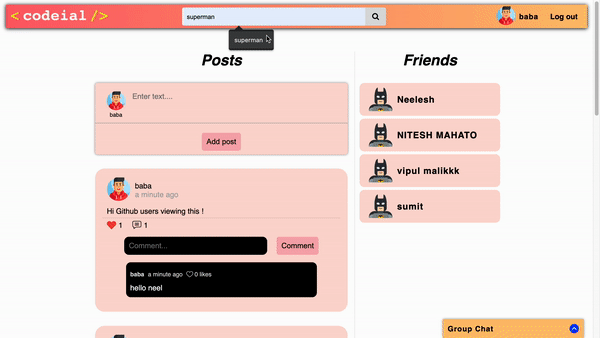 < codeial />
superman
baba
Log out
superman
Posts
Friends
Enter text....
baba
Add post
baba
a minute ago
Hi Github users viewing this !
1
1
Comment...
Comment
baba a minute ago 0 likes
hello neel
Neelesh
NITESH MAHATO
vipul malikkk
sumit
Group Chat